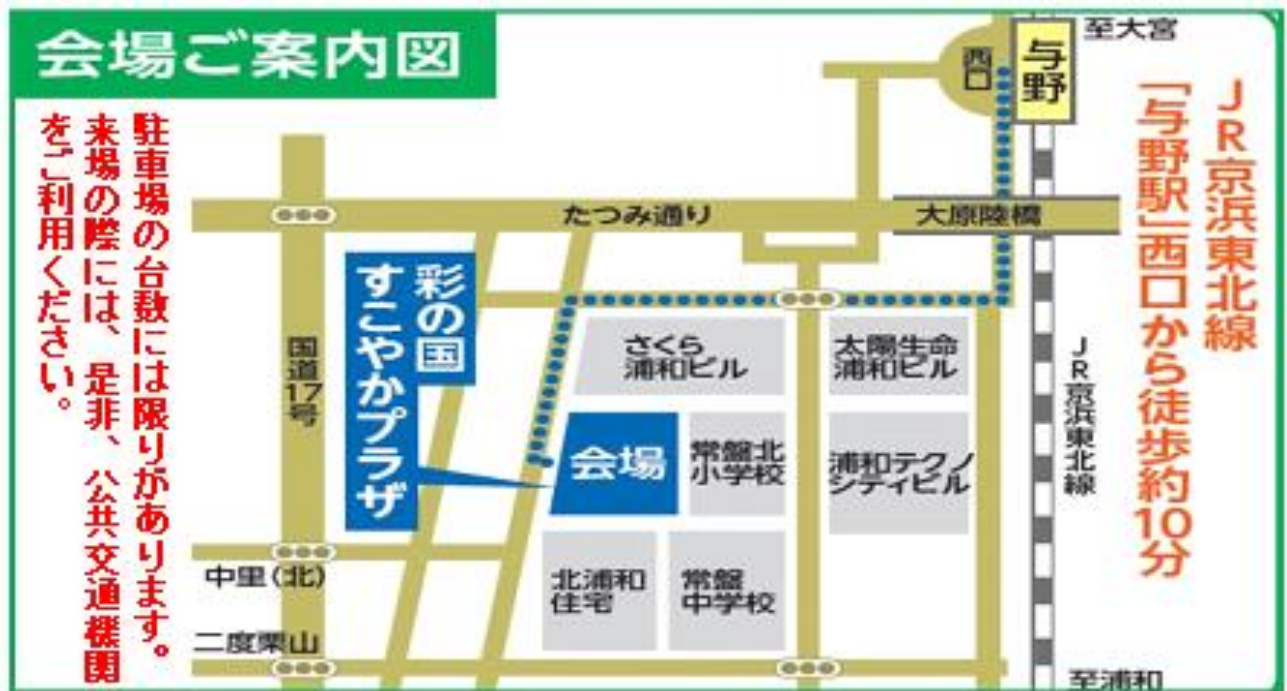 会場ご案内図
駐車場の台数には限りがあります。
来場の際には、是非、公共交通機関
をご利用ください。
JR京浜東北線
「与野駅」西口から徒歩約10分
至大宮
与野
西口
たつみ通り
大原陸橋
彩の国
すこやかプラザ
国道17号
さくら
浦和ビル
太陽生命
浦和ビル
JR京浜東北線
会場
常盤北
小学校
浦和テクノ
シティビル
中里(北)
北浦和
住宅
常盤
中学校
二度栗山
至浦和